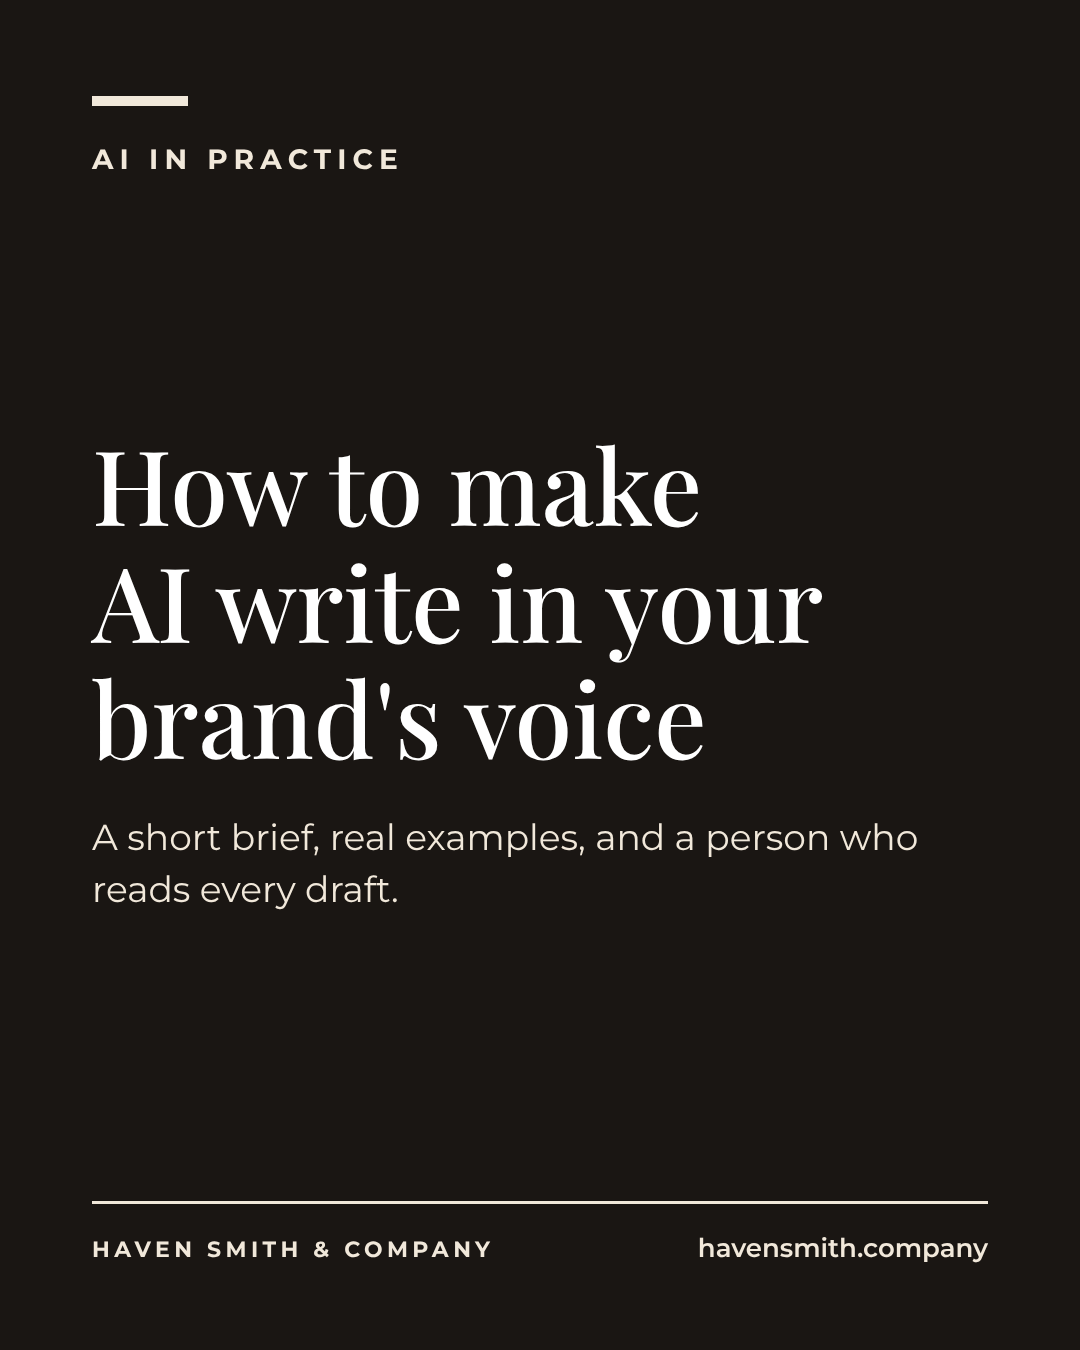 AI IN PRACTICE
How to make
AI write in your
brand's voice
A short brief, real examples, and a person who
reads every draft.
HAVEN SMITH & COMPANY
havensmith.company